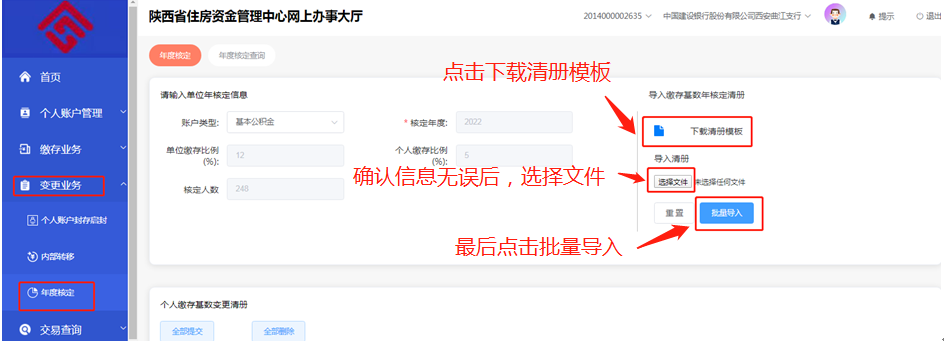 陕西省住房资金管理中心网上办事大厅
2014000002635 中国建设银行股份有限公司西安曲江支行 提示 退出
首页
个人账户管理
缴存业务
变更业务
个人账户封存启封
内部转移
年度核定
交易查询
年度核定 年度核定查询
点击下载清册模板
请输入单位年核定信息
账户类型: 基本公积金
* 核定年度: 2022
单位缴存比例
(%): 12
个人缴存比例
(%): 5
核定人数 248
导入缴存基数年核定清册
下载清册模板
导入清册
确认信息无误后，选择文件
选择文件 未选择任何文件
重置 批量导入
最后点击批量导入
个人缴存基数变更清册
全部提交 全部删除